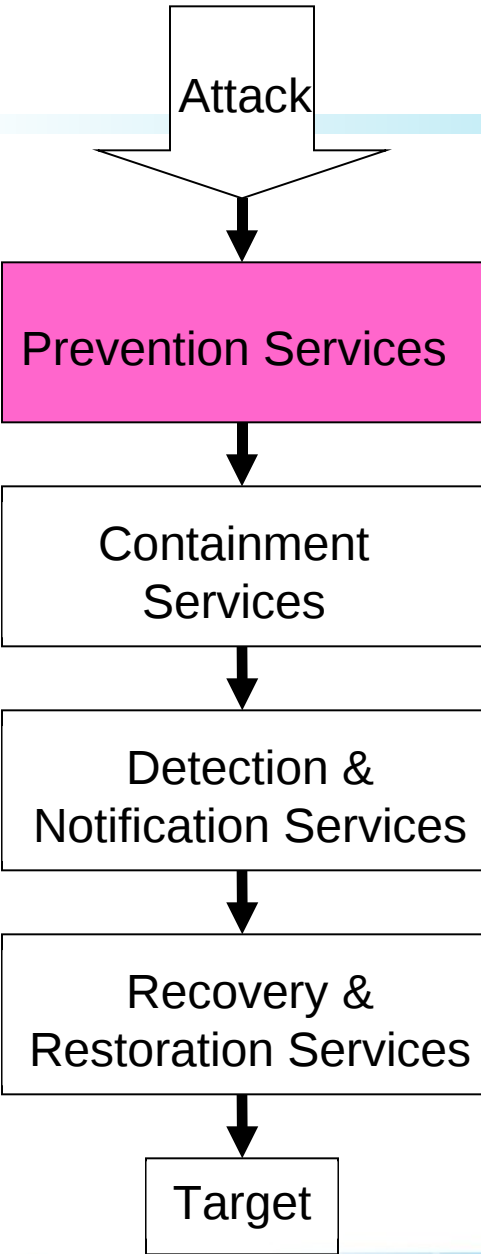 Attack
Prevention Services
Containment
Services
Detection &
Notification Services
Recovery &
Restoration Services
Target